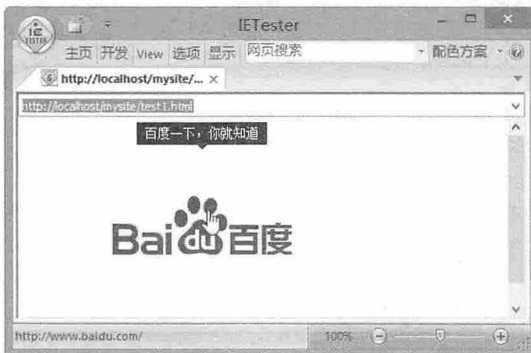 IETester
IE
TESTER
主页 开发 View 选项 显示 网页搜索 配色方案
http://localhost/mysite/... ×
http://localhost/mysite/test1.html
百度一下，你就知道
Bai du 百度
http://www.baidu.com/ 100%